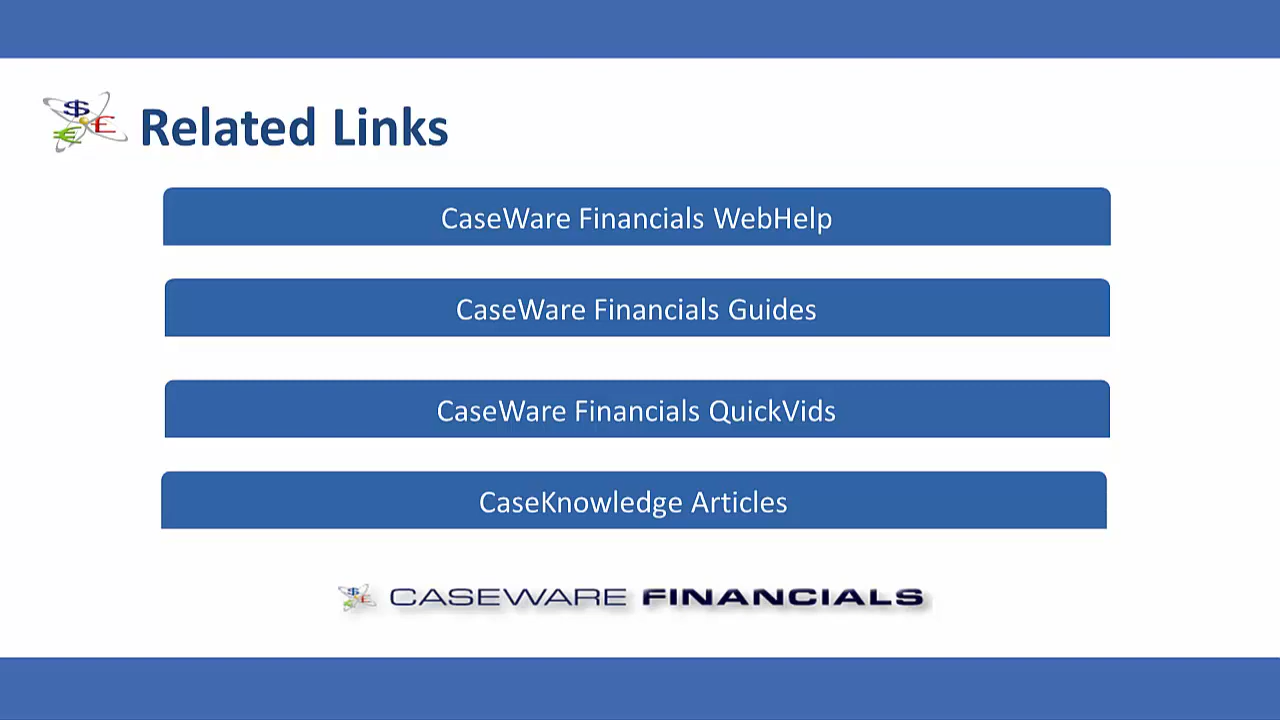 Related Links
CaseWare Financials WebHelp
CaseWare Financials Guides
CaseWare Financials QuickVids
CaseKnowledge Articles
CASEWARE FINANCIALS